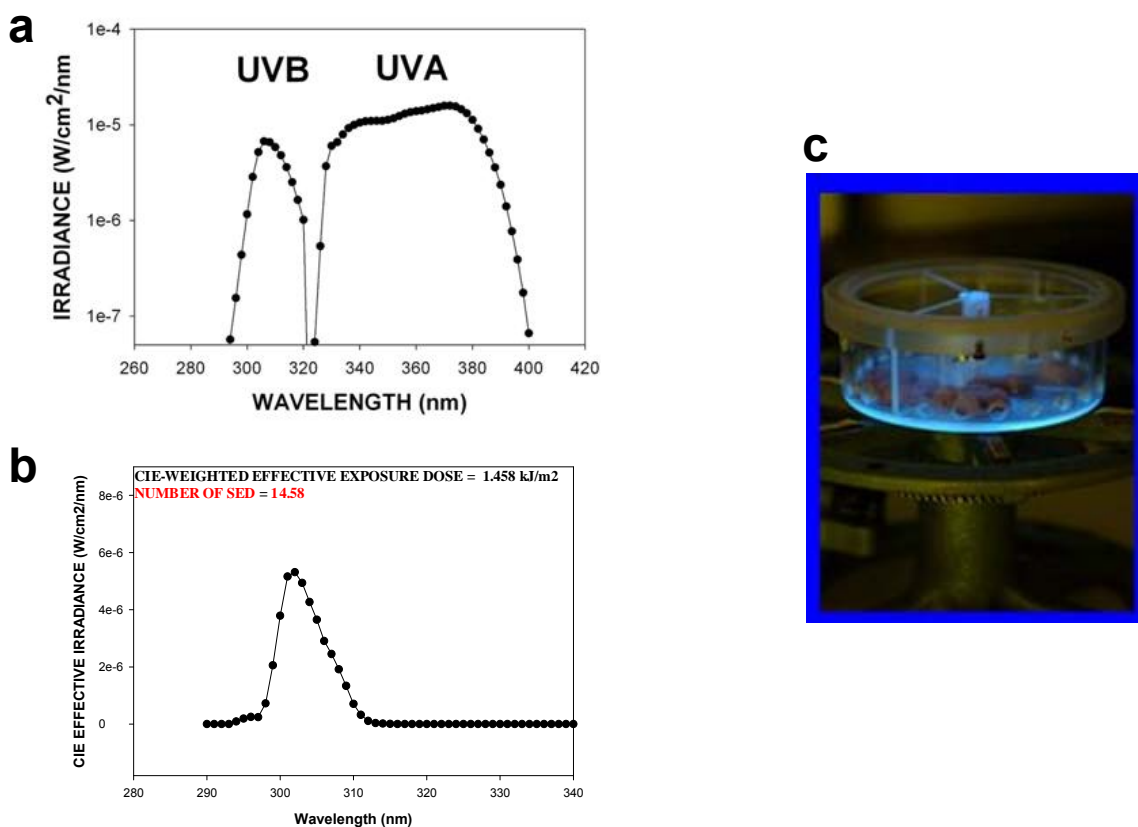 a
1e-4
1e-5
1e-6
1e-7
IRRADIANCE (W/cm2/nm)
UVB UVA
260 280 300 320 340 360 380 400 420
WAVELENGTH (nm)
b
CIE-WEIGHTED EFFECTIVE EXPOSURE DOSE = 1.458 kJ/m2
NUMBER OF SED = 14.58
8e-6
6e-6
4e-6
2e-6
0
CIE EFFECTIVE IRRADIANCE (W/cm2/nm)
280 290 300 310 320 330 340
Wavelength (nm)
c